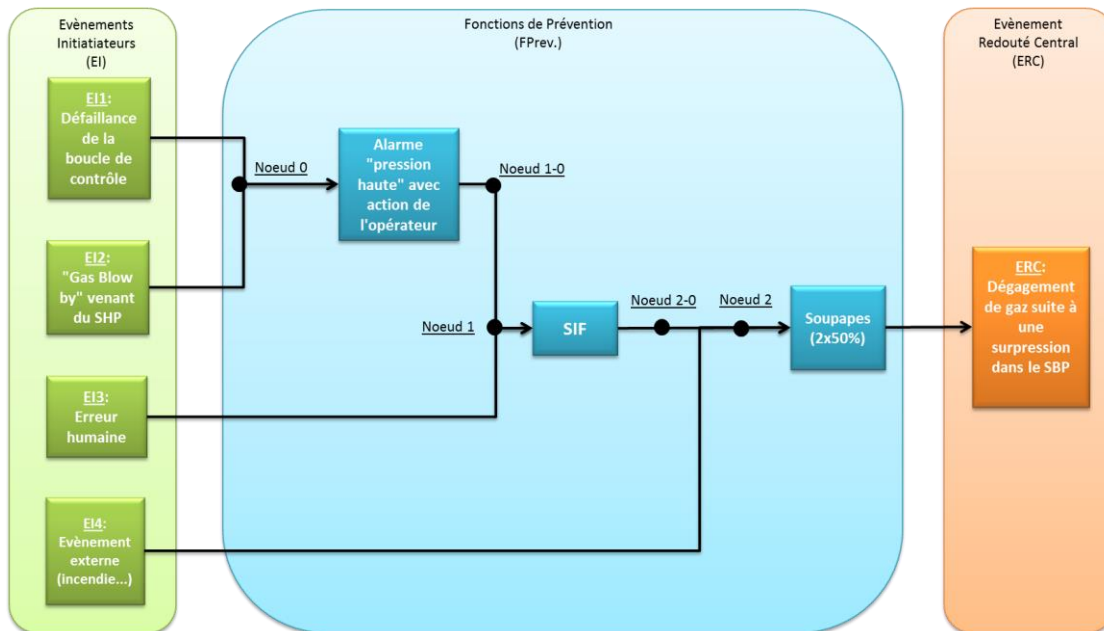 Evènements
Initiatiateurs
(EI)
Fonctions de Prévention
(FPrev.)
Evènement
Redouté Central
(ERC)
EI1:
Défaillance
de la
boucle de
contrôle
Noeud 0
Alarme
"pression
haute" avec
action de
l'opérateur
Noeud 1-0
EI2:
"Gas Blow
by" venant
du SHP
Noeud 1
SIF
Noeud 2-0
Noeud 2
Soupapes
(2x50%)
ERC:
Dégagement
de gaz suite à
une
surpression
dans le SBP
EI3:
Erreur
humaine
EI4:
Evènement
externe
(incendie...)